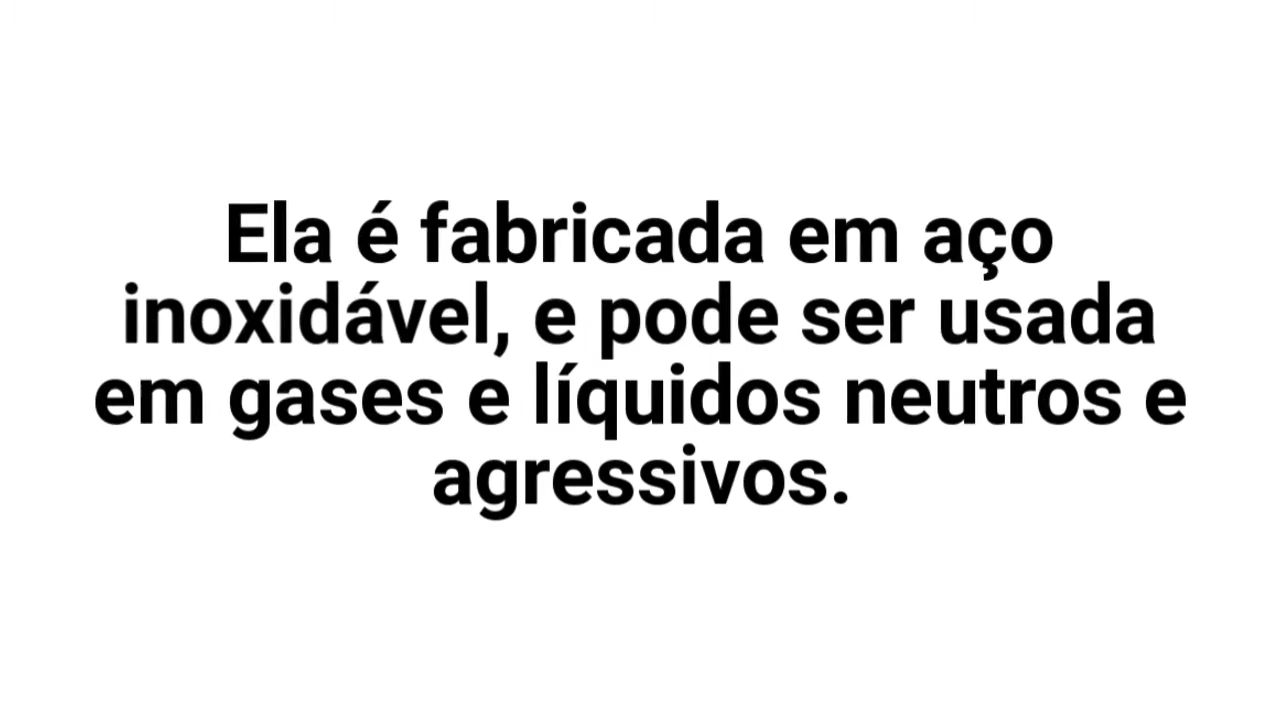 Ela é fabricada em aço
inoxidável, e pode ser usada
em gases e líquidos neutros e
agressivos.